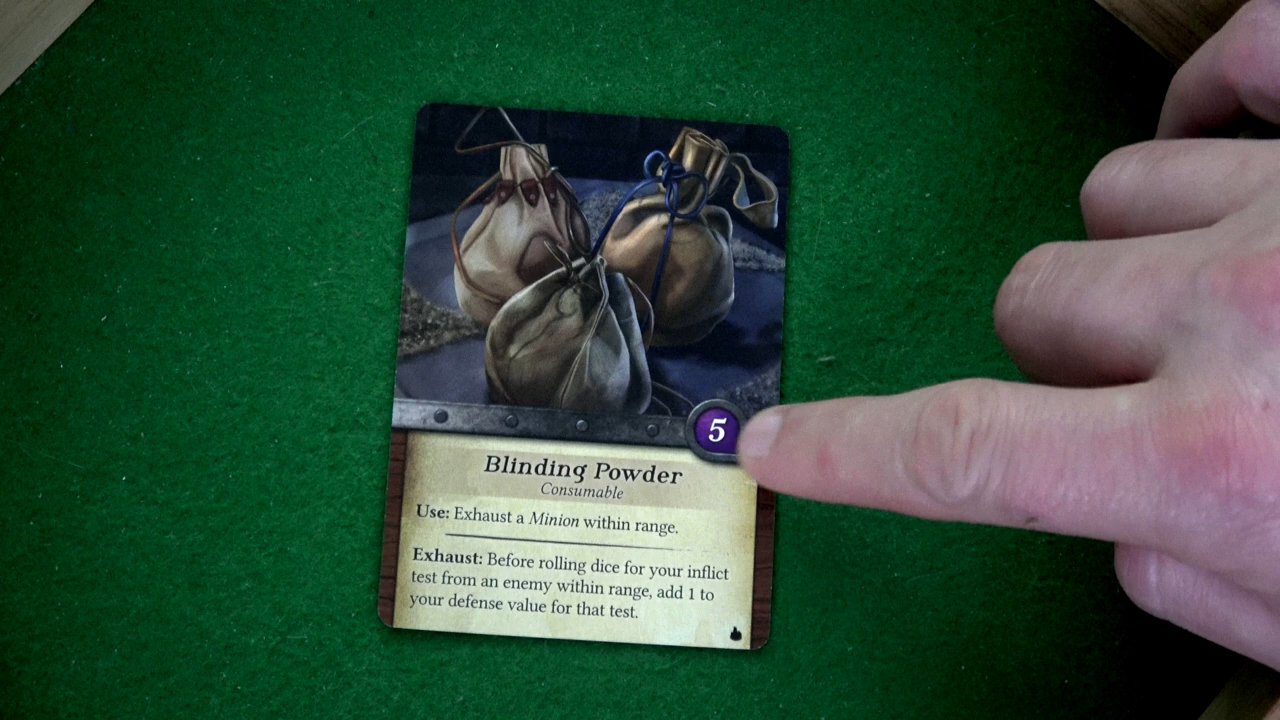 5
Blinding Powder
Consumable
Use: Exhaust a Minion within range.
Exhaust: Before rolling dice for your inflict
test from an enemy within range, add 1 to
your defense value for that test.